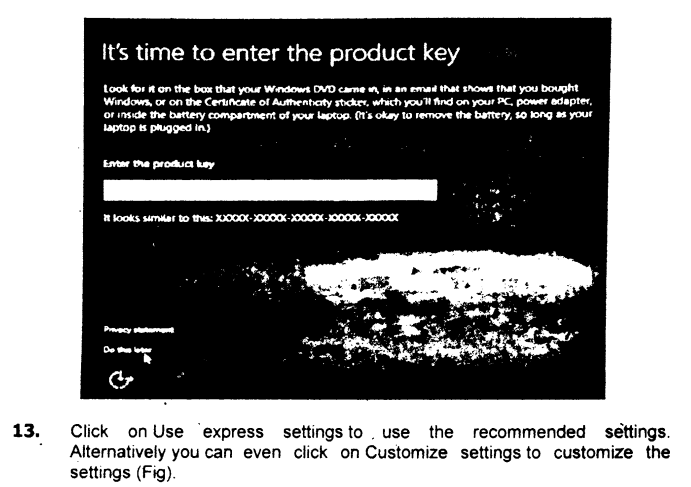 It's time to enter the product key
Look for it on the box that your Windows DVD came in, in an email that shows that you bought
Windows, or on the Certificate of Authenticity sticker, which you'll find on your PC, power adapter,
or inside the battery compartment of your laptop. (It's okay to remove the battery, so long as your
laptop is plugged in.)
Enter the product key
It looks similar to this: XXXXX-XXXXX-XXXXX-XXXXX-XXXXX
Privacy statement
Do this later
13. Click on Use express settings to use the recommended settings.
Alternatively you can even click on Customize settings to customize the
settings (Fig).